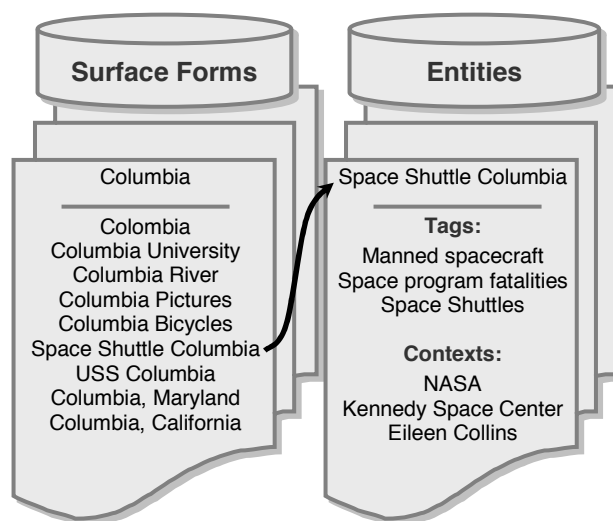 Surface Forms
Columbia
Colombia
Columbia University
Columbia River
Columbia Pictures
Columbia Bicycles
Space Shuttle Columbia
USS Columbia
Columbia, Maryland
Columbia, California
Entities
Space Shuttle Columbia
Tags:
Manned spacecraft
Space program fatalities
Space Shuttles
Contexts:
NASA
Kennedy Space Center
Eileen Collins